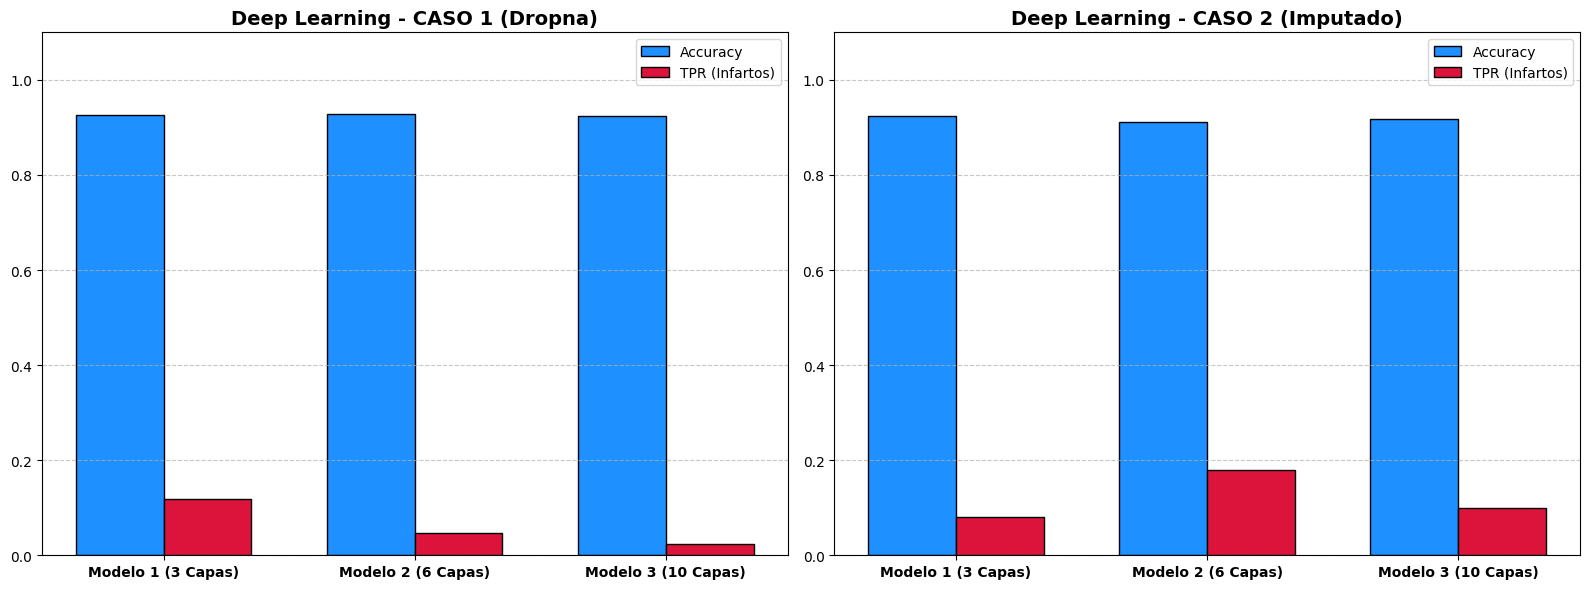 Deep Learning - CASO 1 (Dropna)
Accuracy
TPR (Infartos)
1.0
0.8
0.6
0.4
0.2
0.0
Modelo 1 (3 Capas)
Modelo 2 (6 Capas)
Modelo 3 (10 Capas)
Deep Learning - CASO 2 (Imputado)
Accuracy
TPR (Infartos)
1.0
0.8
0.6
0.4
0.2
0.0
Modelo 1 (3 Capas)
Modelo 2 (6 Capas)
Modelo 3 (10 Capas)